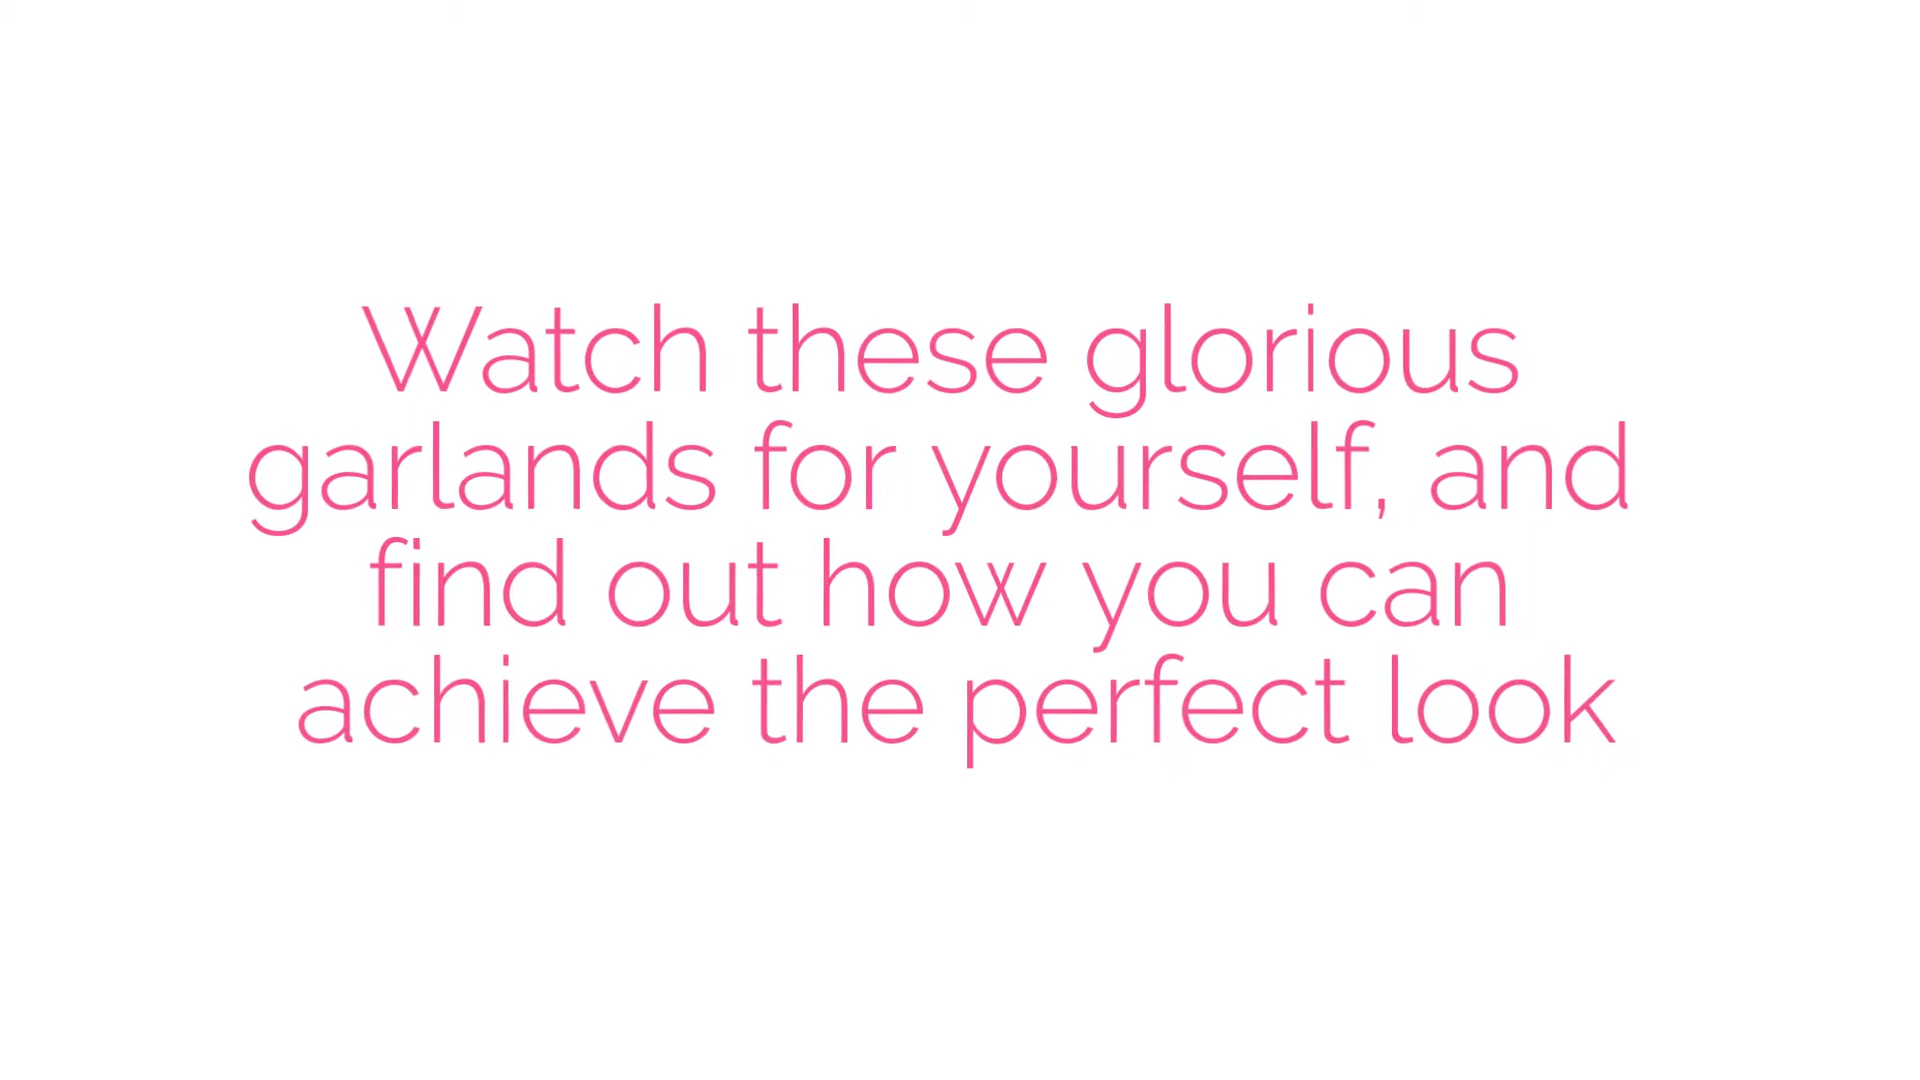 Watch these glorious
garlands for yourself, and
find out how you can
achieve the perfect look